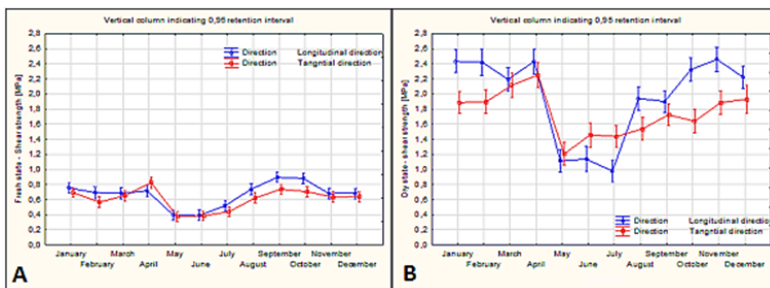 Vertical column indicating 0,95 retention interval
2,8
2,6
2,4
2,2
2,0
1,8
1,6
1,4
1,2
1,0
0,8
0,6
0,4
0,2
0,0
Fresh state - Shear strength [MPa]
Direction Longitudinal direction
Direction Tangntial direction
January March May July September November
February April June August October December
A
Vertical column indicating 0,95 retention interval
2,8
2,6
2,4
2,2
2,0
1,8
1,6
1,4
1,2
1,0
0,8
0,6
0,4
0,2
0,0
Dry state - shear strength [MPa]
Direction Longitudinal direction
Direction Tangntial direction
January March May July September November
February April June August October December
B